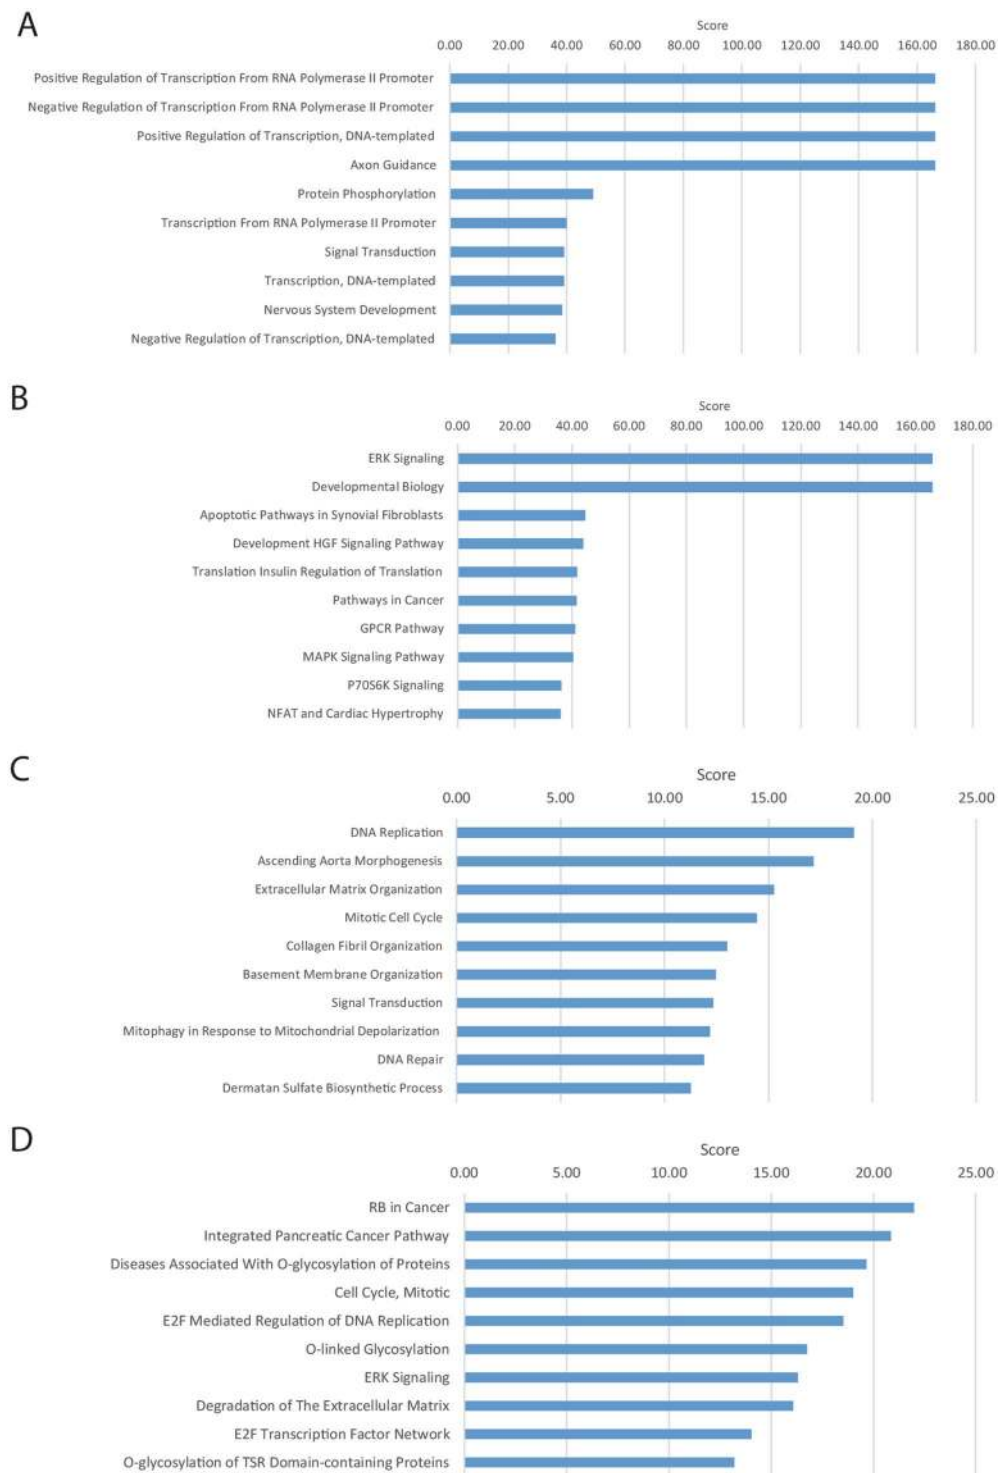 A
Score
0.00 20.00 40.00 60.00 80.00 100.00 120.00 140.00 160.00 180.00
Positive Regulation of Transcription From RNA Polymerase II Promoter
Negative Regulation of Transcription From RNA Polymerase II Promoter
Positive Regulation of Transcription, DNA-templated
Axon Guidance
Protein Phosphorylation
Transcription From RNA Polymerase II Promoter
Signal Transduction
Transcription, DNA-templated
Nervous System Development
Negative Regulation of Transcription, DNA-templated
B
Score
0.00 20.00 40.00 60.00 80.00 100.00 120.00 140.00 160.00 180.00
ERK Signaling
Developmental Biology
Apoptotic Pathways in Synovial Fibroblasts
Development HGF Signaling Pathway
Translation Insulin Regulation of Translation
Pathways in Cancer
GPCR Pathway
MAPK Signaling Pathway
P70S6K Signaling
NFAT and Cardiac Hypertrophy
C
Score
0.00 5.00 10.00 15.00 20.00 25.00
DNA Replication
Ascending Aorta Morphogenesis
Extracellular Matrix Organization
Mitotic Cell Cycle
Collagen Fibril Organization
Basement Membrane Organization
Signal Transduction
Mitophagy in Response to Mitochondrial Depolarization
DNA Repair
Dermatan Sulfate Biosynthetic Process
D
Score
0.00 5.00 10.00 15.00 20.00 25.00
RB in Cancer
Integrated Pancreatic Cancer Pathway
Diseases Associated With O-glycosylation of Proteins
Cell Cycle, Mitotic
E2F Mediated Regulation of DNA Replication
O-linked Glycosylation
ERK Signaling
Degradation of The Extracellular Matrix
E2F Transcription Factor Network
O-glycosylation of TSR Domain-containing Proteins